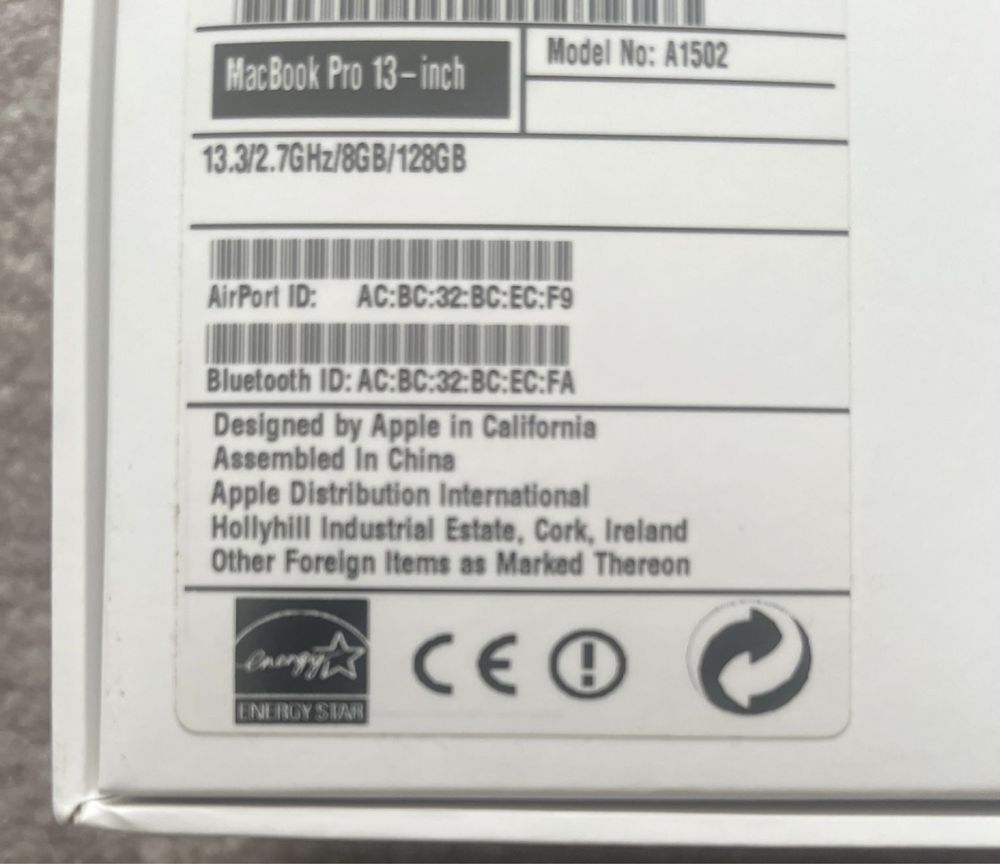 MacBook Pro 13-inch
Model No: A1502
13.3/2.7GHz/8GB/128GB
AirPort ID: AC:BC:32:BC:EC:F9
Bluetooth ID: AC:BC:32:BC:EC:FA
Designed by Apple in California
Assembled In China
Apple Distribution International
Hollyhill Industrial Estate, Cork, Ireland
Other Foreign Items as Marked Thereon
energy
ENERGY STAR
CE